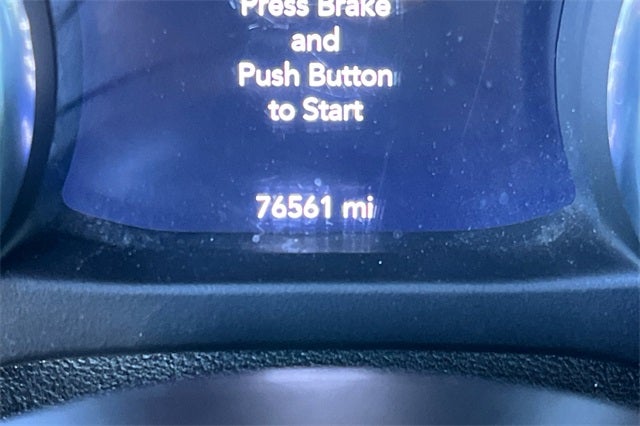 Press Brake
and
Push Button
to Start
76561 mi